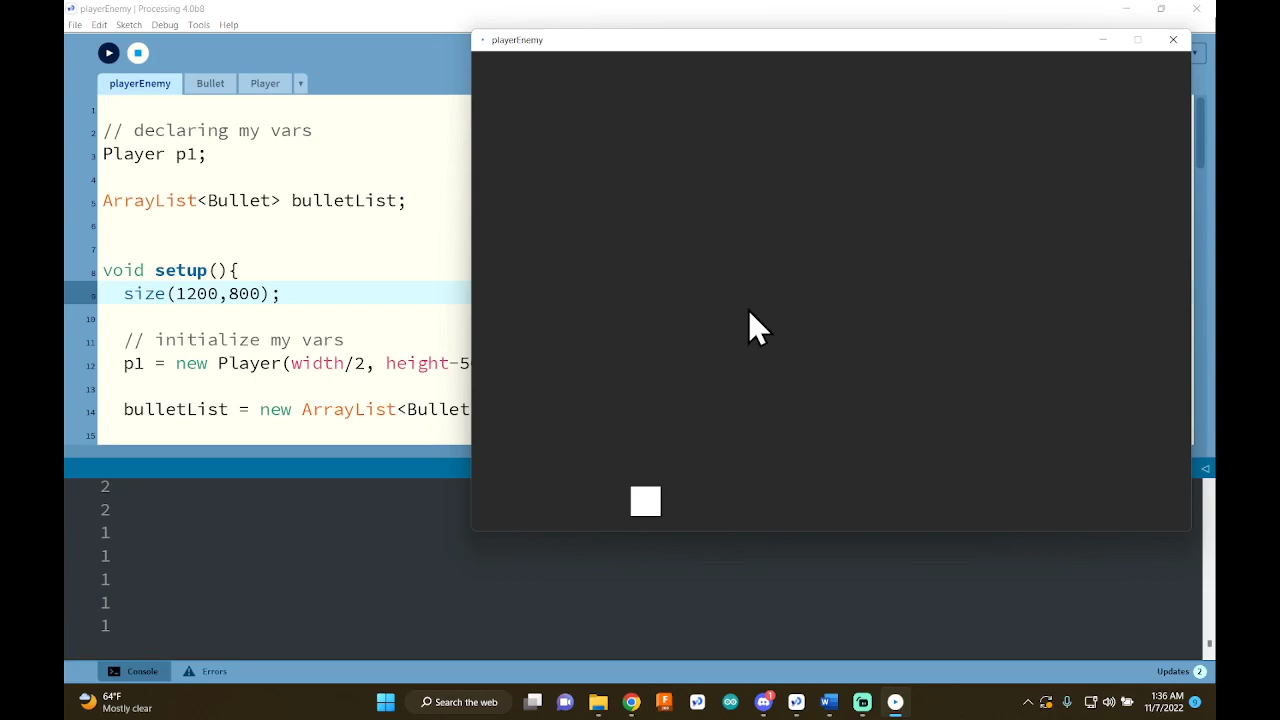 playerEnemy | Processing 4.0b8
File Edit Sketch Debug Tools Help
playerEnemy
playerEnemy Bullet Player
1
2 // declaring my vars
3 Player p1;
4
5 ArrayList<Bullet> bulletList;
6
7
8 void setup(){
9 size(1200,800);
10
11 // initialize my vars
12 p1 = new Player(width/2, height-5
13
14 bulletList = new ArrayList<Bullet
15
2
2
1
1
1
1
1
Console Errors
Updates 2
64°F
Mostly clear
Search the web
1
1:36 AM
11/7/2022
9